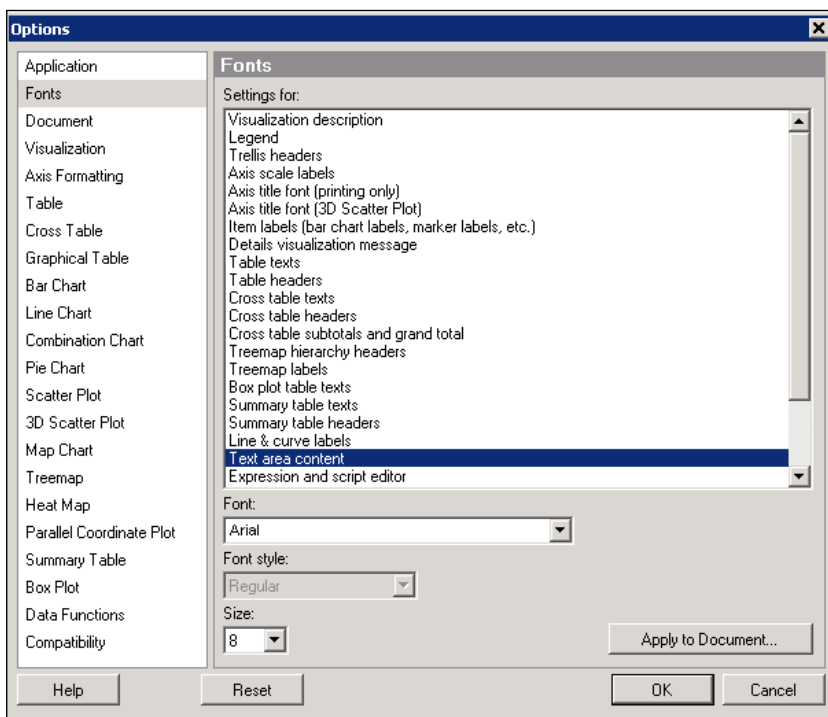 Options
Application
Fonts
Document
Visualization
Axis Formatting
Table
Cross Table
Graphical Table
Bar Chart
Line Chart
Combination Chart
Pie Chart
Scatter Plot
3D Scatter Plot
Map Chart
Treemap
Heat Map
Parallel Coordinate Plot
Summary Table
Box Plot
Data Functions
Compatibility
Fonts
Settings for:
Visualization description
Legend
Trellis headers
Axis scale labels
Axis title font (printing only)
Axis title font (3D Scatter Plot)
Item labels (bar chart labels, marker labels, etc.)
Details visualization message
Table texts
Table headers
Cross table texts
Cross table headers
Cross table subtotals and grand total
Treemap hierarchy headers
Treemap labels
Box plot table texts
Summary table texts
Summary table headers
Line & curve labels
Text area content
Expression and script editor
Font:
Arial
Font style:
Regular
Size:
8
Apply to Document...
Help
Reset
OK
Cancel